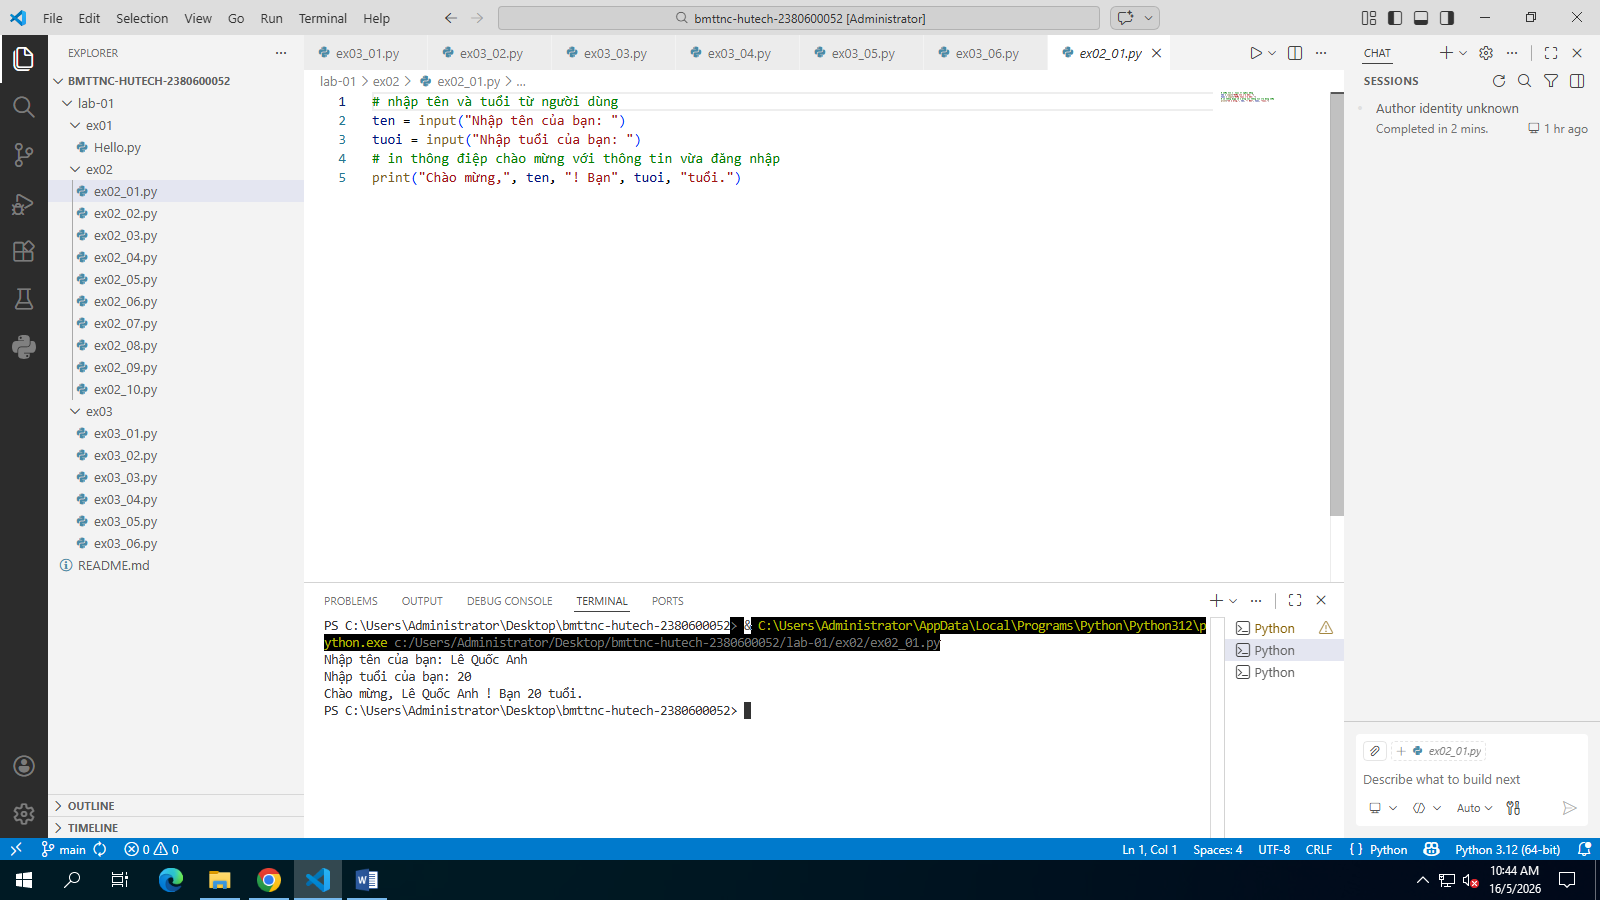 File Edit Selection View Go Run Terminal Help
bmttnc-hutech-2380600052 [Administrator]
EXPLORER
BMTTNC-HUTECH-2380600052
lab-01
ex01
Hello.py
ex02
ex02_01.py
ex02_02.py
ex02_03.py
ex02_04.py
ex02_05.py
ex02_06.py
ex02_07.py
ex02_08.py
ex02_09.py
ex02_10.py
ex03
ex03_01.py
ex03_02.py
ex03_03.py
ex03_04.py
ex03_05.py
ex03_06.py
README.md
OUTLINE
TIMELINE
ex03_01.py ex03_02.py ex03_03.py ex03_04.py ex03_05.py ex03_06.py ex02_01.py
lab-01 > ex02 > ex02_01.py > ...
1 # nhập tên và tuổi từ người dùng
2 ten = input("Nhập tên của bạn: ")
3 tuoi = input("Nhập tuổi của bạn: ")
4 # in thông điệp chào mừng với thông tin vừa đăng nhập
5 print("Chào mừng,", ten, "! Bạn", tuoi, "tuổi.")
PROBLEMS OUTPUT DEBUG CONSOLE TERMINAL PORTS
PS C:\Users\Administrator\Desktop\bmttnc-hutech-2380600052> & C:\Users\Administrator\AppData\Local\Programs\Python\Python312\p
ython.exe c:/Users/Administrator/Desktop/bmttnc-hutech-2380600052/lab-01/ex02/ex02_01.py
Nhập tên của bạn: Lê Quốc Anh
Nhập tuổi của bạn: 20
Chào mừng, Lê Quốc Anh ! Bạn 20 tuổi.
PS C:\Users\Administrator\Desktop\bmttnc-hutech-2380600052>
Python
Python
Python
CHAT
SESSIONS
Author identity unknown
Completed in 2 mins. 1 hr ago
ex02_01.py
Describe what to build next
Auto
main 0 0 Ln 1, Col 1 Spaces: 4 UTF-8 CRLF { } Python Python 3.12 (64-bit)
10:44 AM
16/5/2026